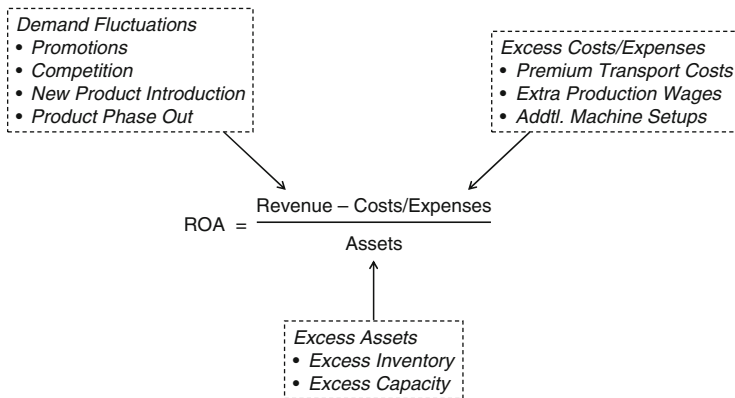 Demand Fluctuations
• Promotions
• Competition
• New Product Introduction
• Product Phase Out
Excess Costs/Expenses
• Premium Transport Costs
• Extra Production Wages
• Addtl. Machine Setups
Revenue – Costs/Expenses
ROA =
Assets
Excess Assets
• Excess Inventory
• Excess Capacity